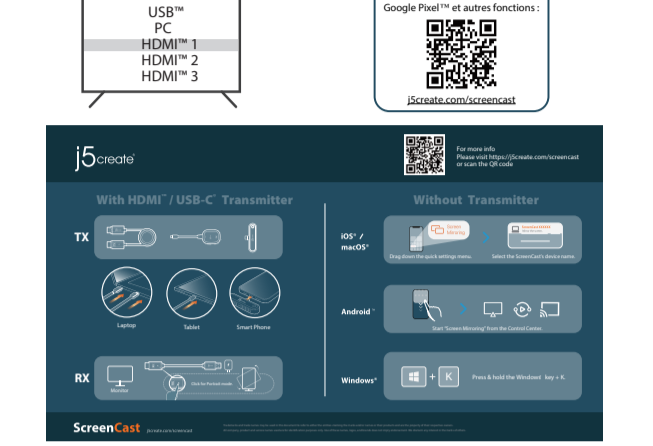 USB™
PC
HDMI™ 1
HDMI™ 2
HDMI™ 3
Google Pixel™ et autres fonctions :
j5create.com/screencast
j5create®
For more info
Please visit https://j5create.com/screencast
or scan the QR code
With HDMI™ / USB-C® Transmitter
TX
Laptop
Tablet
Smart Phone
RX
Monitor
Click for Portrait mode
Without Transmitter
iOS® /
macOS®
Screen
Mirroring
Drag down the quick settings menu.
Select the ScreenCast's device name.
Android™
Start "Screen Mirroring" from the Control Center.
Windows®
+ K
Press & hold the Windows® key + K.
ScreenCast
j5create.com/screencast